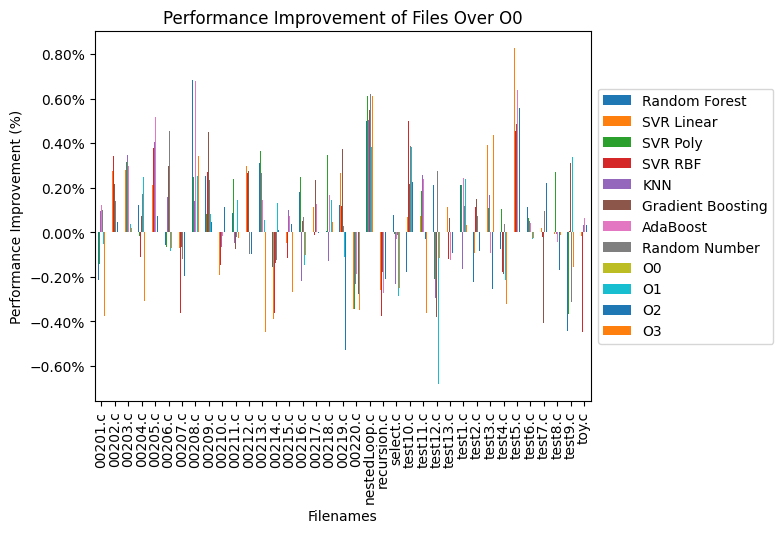 Performance Improvement of Files Over O0
Performance Improvement (%)
0.80%
0.60%
0.40%
0.20%
0.00%
−0.20%
−0.40%
−0.60%
00201.c
00202.c
00203.c
00204.c
00205.c
00206.c
00207.c
00208.c
00209.c
00210.c
00211.c
00212.c
00213.c
00214.c
00215.c
00216.c
00217.c
00218.c
00219.c
00220.c
nestedLoop.c
recursion.c
select.c
test10.c
test11.c
test12.c
test13.c
test1.c
test2.c
test3.c
test4.c
test5.c
test6.c
test7.c
test8.c
test9.c
toy.c
Filenames
Random Forest
SVR Linear
SVR Poly
SVR RBF
KNN
Gradient Boosting
AdaBoost
Random Number
O0
O1
O2
O3